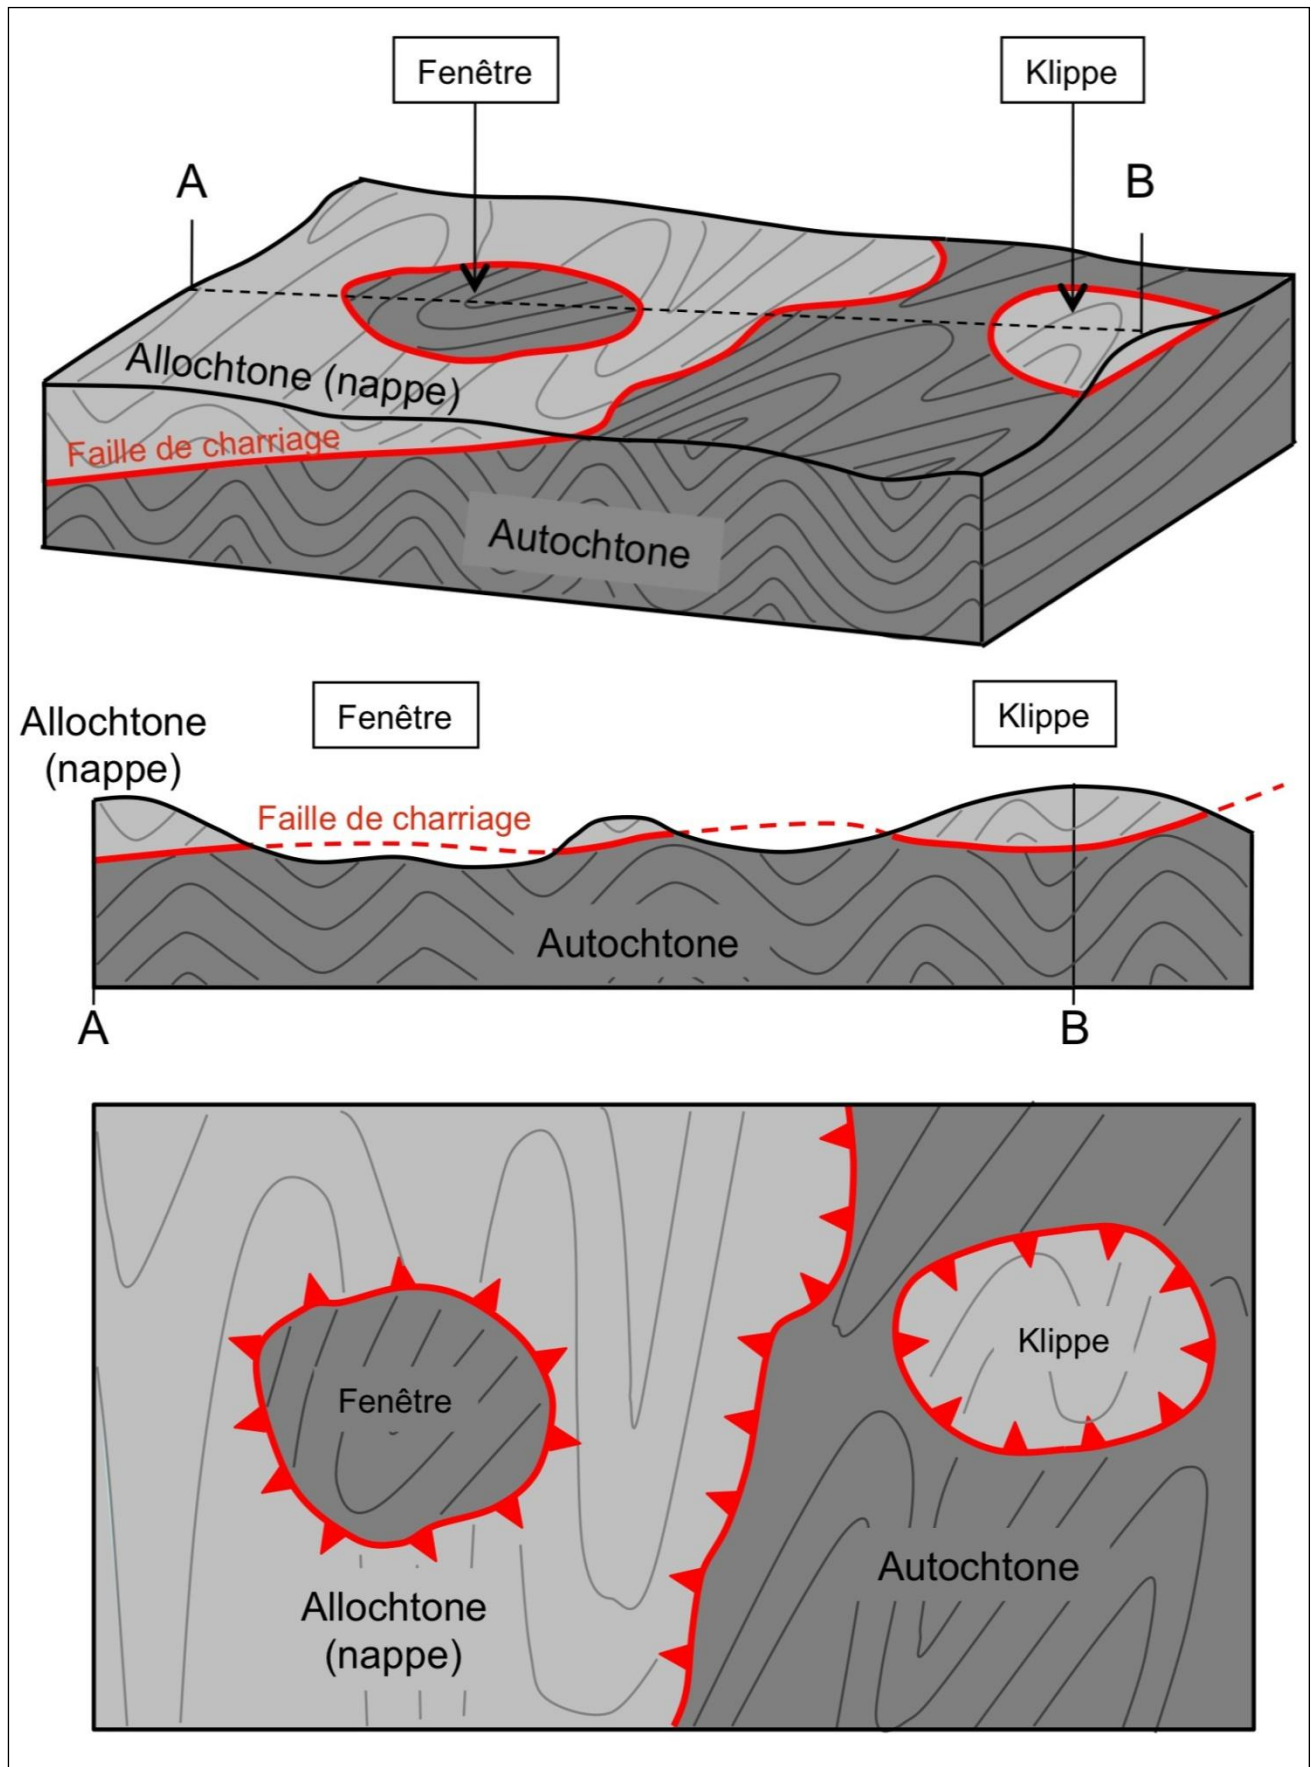 Fenêtre
Klippe
A
B
Allochtone (nappe)
Faille de charriage
Autochtone
Allochtone
(nappe)
Fenêtre
Klippe
Faille de charriage
Autochtone
A
B
Klippe
Fenêtre
Autochtone
Allochtone
(nappe)